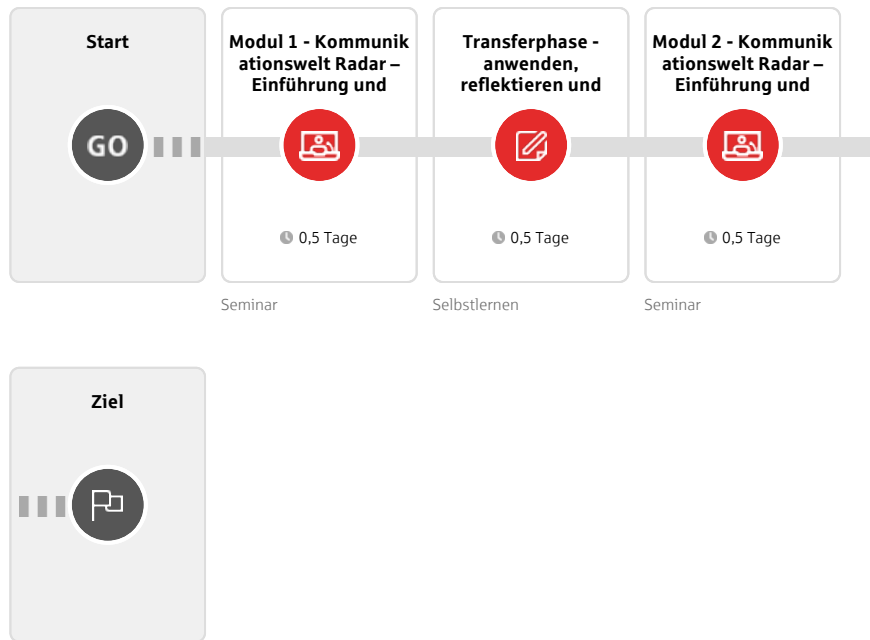 Start
Modul 1 - Kommunik
ationswelt Radar –
Einführung und
Transferphase -
anwenden,
reflektieren und
Modul 2 - Kommunik
ationswelt Radar –
Einführung und
GO
0,5 Tage
0,5 Tage
0,5 Tage
Seminar
Selbstlernen
Seminar
Ziel